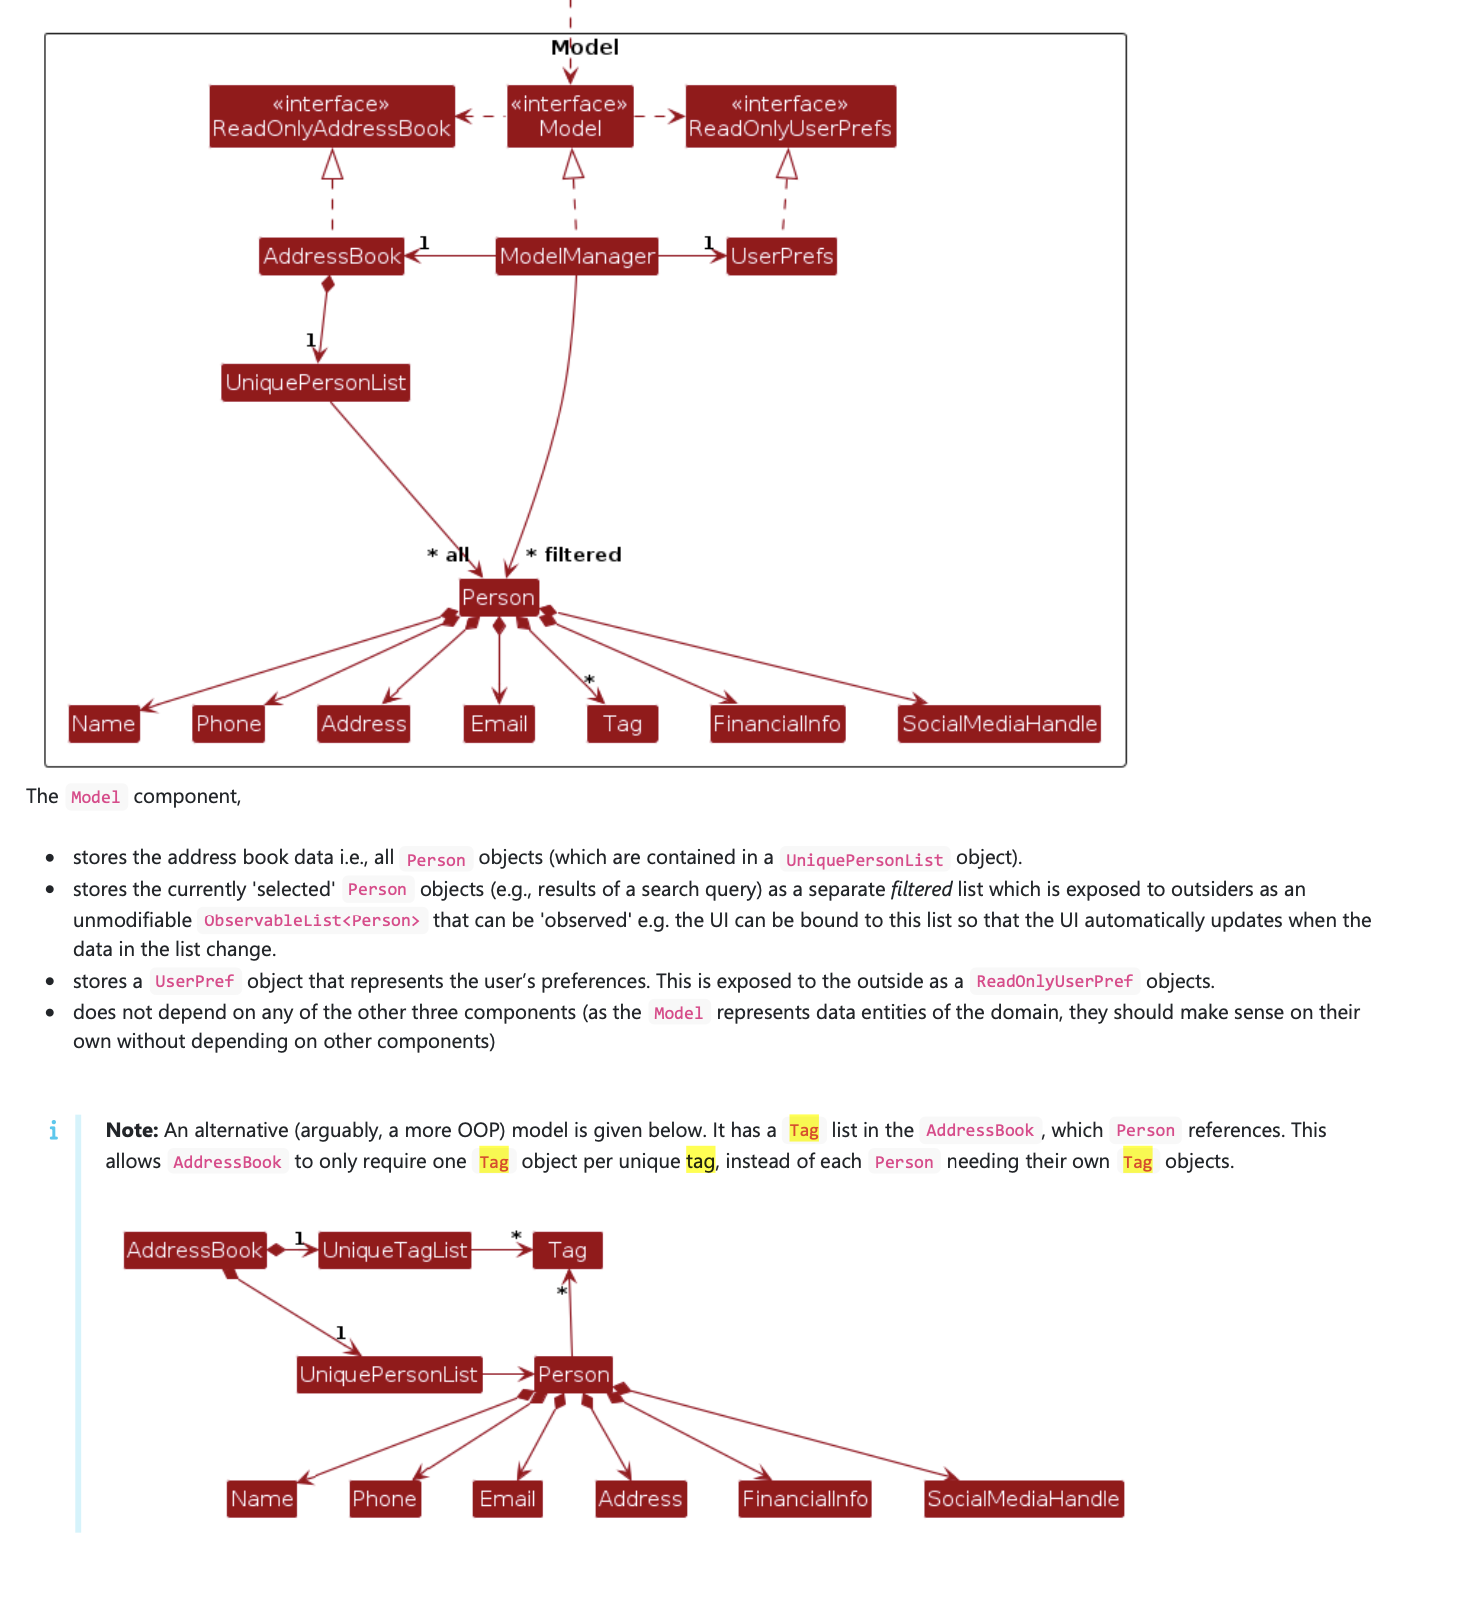 Model
«interface»
ReadOnlyAddressBook
«interface»
Model
«interface»
ReadOnlyUserPrefs
AddressBook
1
ModelManager
1
UserPrefs
1
UniquePersonList
* all
* filtered
Person
*
Name
Phone
Address
Email
Tag
FinancialInfo
SocialMediaHandle
The Model component,
• stores the address book data i.e., all Person objects (which are contained in a UniquePersonList object).
• stores the currently 'selected' Person objects (e.g., results of a search query) as a separate filtered list which is exposed to outsiders as an
unmodifiable ObservableList<Person> that can be 'observed' e.g. the UI can be bound to this list so that the UI automatically updates when the
data in the list change.
• stores a UserPref object that represents the user’s preferences. This is exposed to the outside as a ReadOnlyUserPref objects.
• does not depend on any of the other three components (as the Model represents data entities of the domain, they should make sense on their
own without depending on other components)
Note: An alternative (arguably, a more OOP) model is given below. It has a Tag list in the AddressBook, which Person references. This
allows AddressBook to only require one Tag object per unique tag, instead of each Person needing their own Tag objects.
AddressBook
1
UniqueTagList
*
Tag
*
1
UniquePersonList
Person
Name
Phone
Email
Address
FinancialInfo
SocialMediaHandle